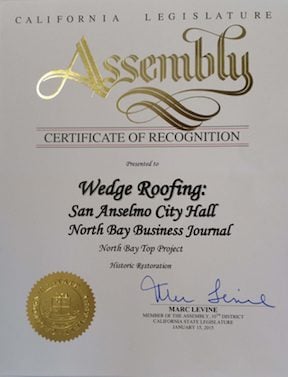 CALIFORNIA LEGISLATURE
Assembly
CERTIFICATE OF RECOGNITION
Presented to
Wedge Roofing:
San Anselmo City Hall
North Bay Business Journal
North Bay Top Project
Historic Restoration
Marc Levine
MARC LEVINE
MEMBER OF THE ASSEMBLY, 10TH DISTRICT
CALIFORNIA STATE LEGISLATURE
JANUARY 15, 2015